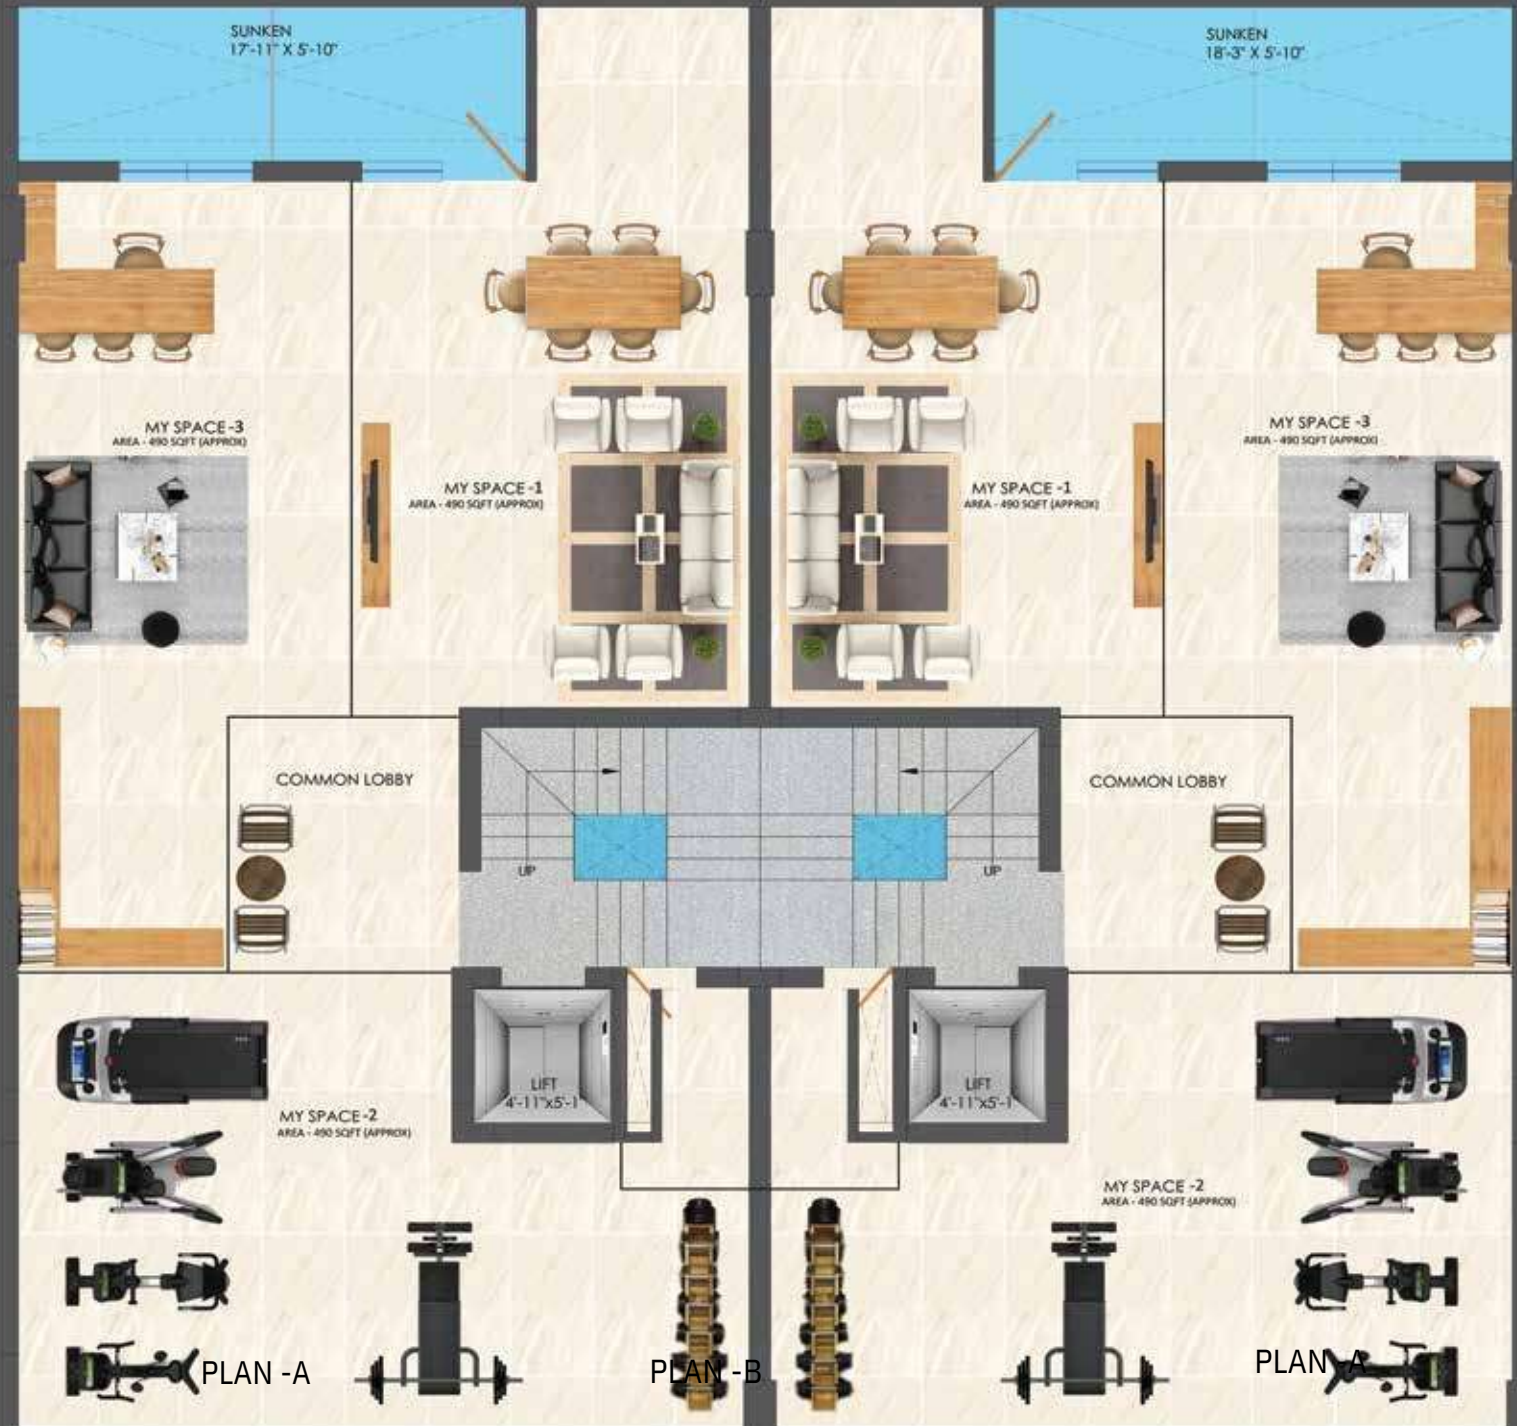 SUNKEN
17'-11" X 5'-10"
SUNKEN
18'-3" X 5'-10"
MY SPACE -3
AREA - 490 SQFT (APPROX)
MY SPACE -1
AREA - 490 SQFT (APPROX)
MY SPACE -1
AREA - 490 SQFT (APPROX)
MY SPACE -3
AREA - 490 SQFT (APPROX)
COMMON LOBBY
COMMON LOBBY
UP
UP
LIFT
4'-11"x5'-1
LIFT
4'-11"x5'-1
MY SPACE -2
AREA - 490 SQFT (APPROX)
MY SPACE -2
AREA - 490 SQFT (APPROX)
PLAN -A
PLAN -B
PLAN -A